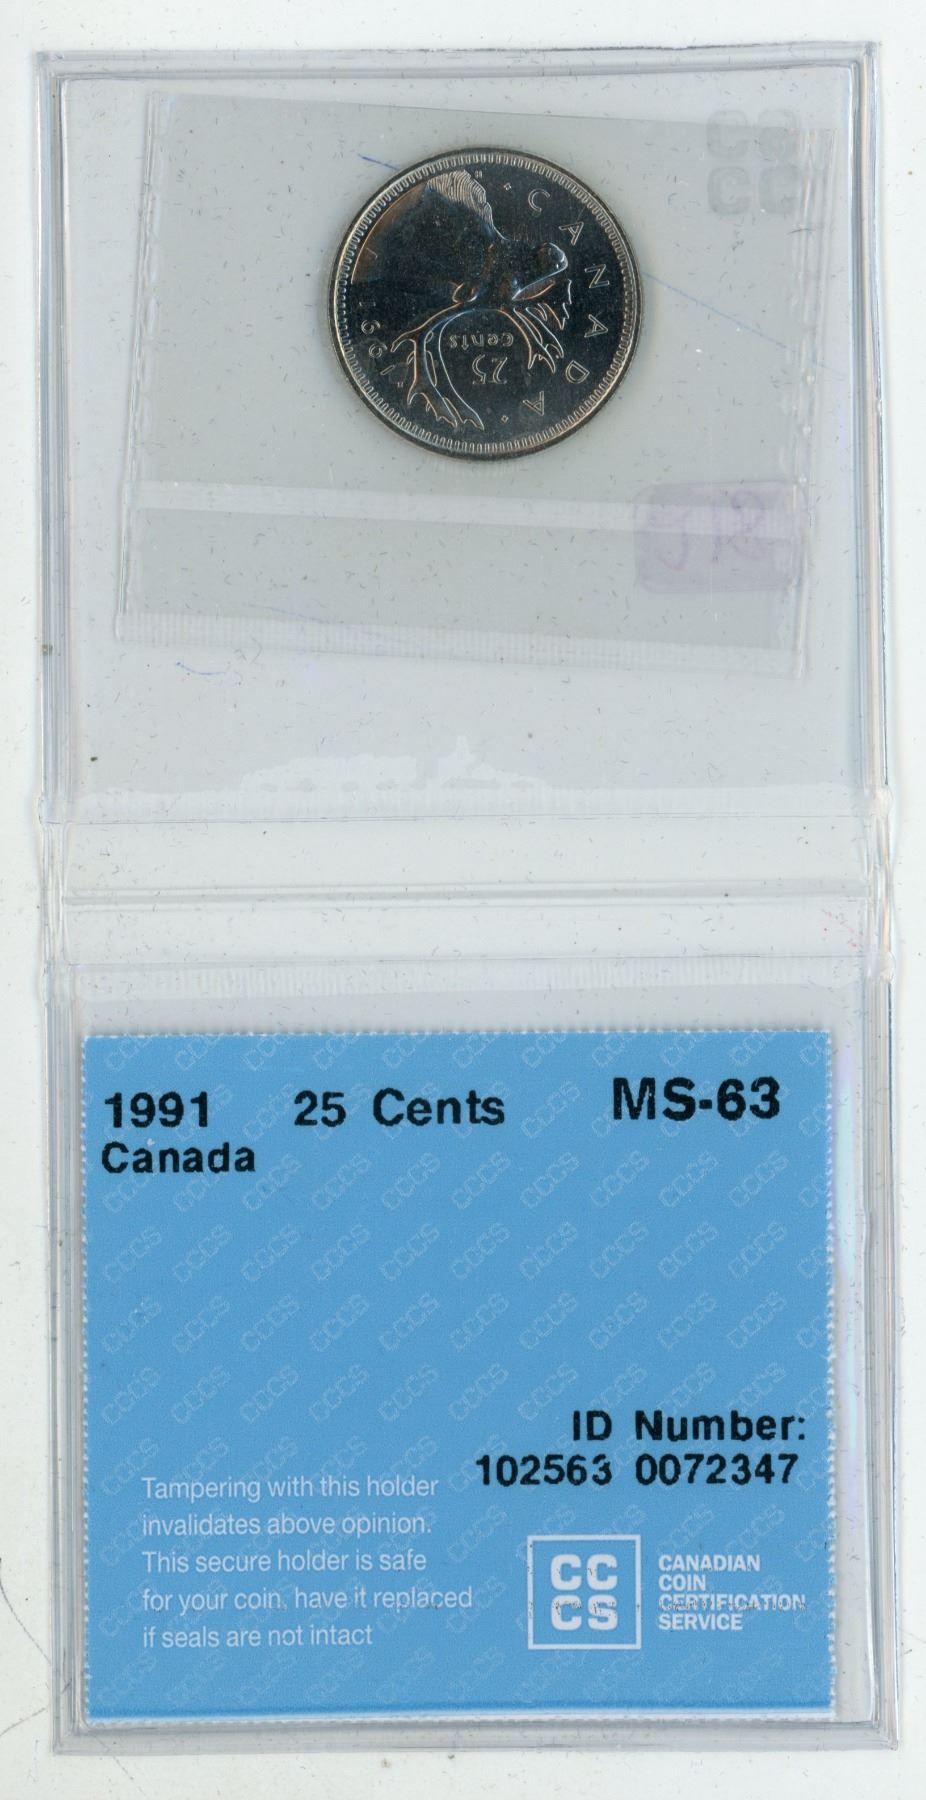 CC
CC
CANADA
25
cents
1991
1991 25 Cents MS-63
Canada
ID Number:
102563 0072347
Tampering with this holder
invalidates above opinion.
This secure holder is safe
for your coin, have it replaced
if seals are not intact
CC
CS
CANADIAN
COIN
CERTIFICATION
SERVICE